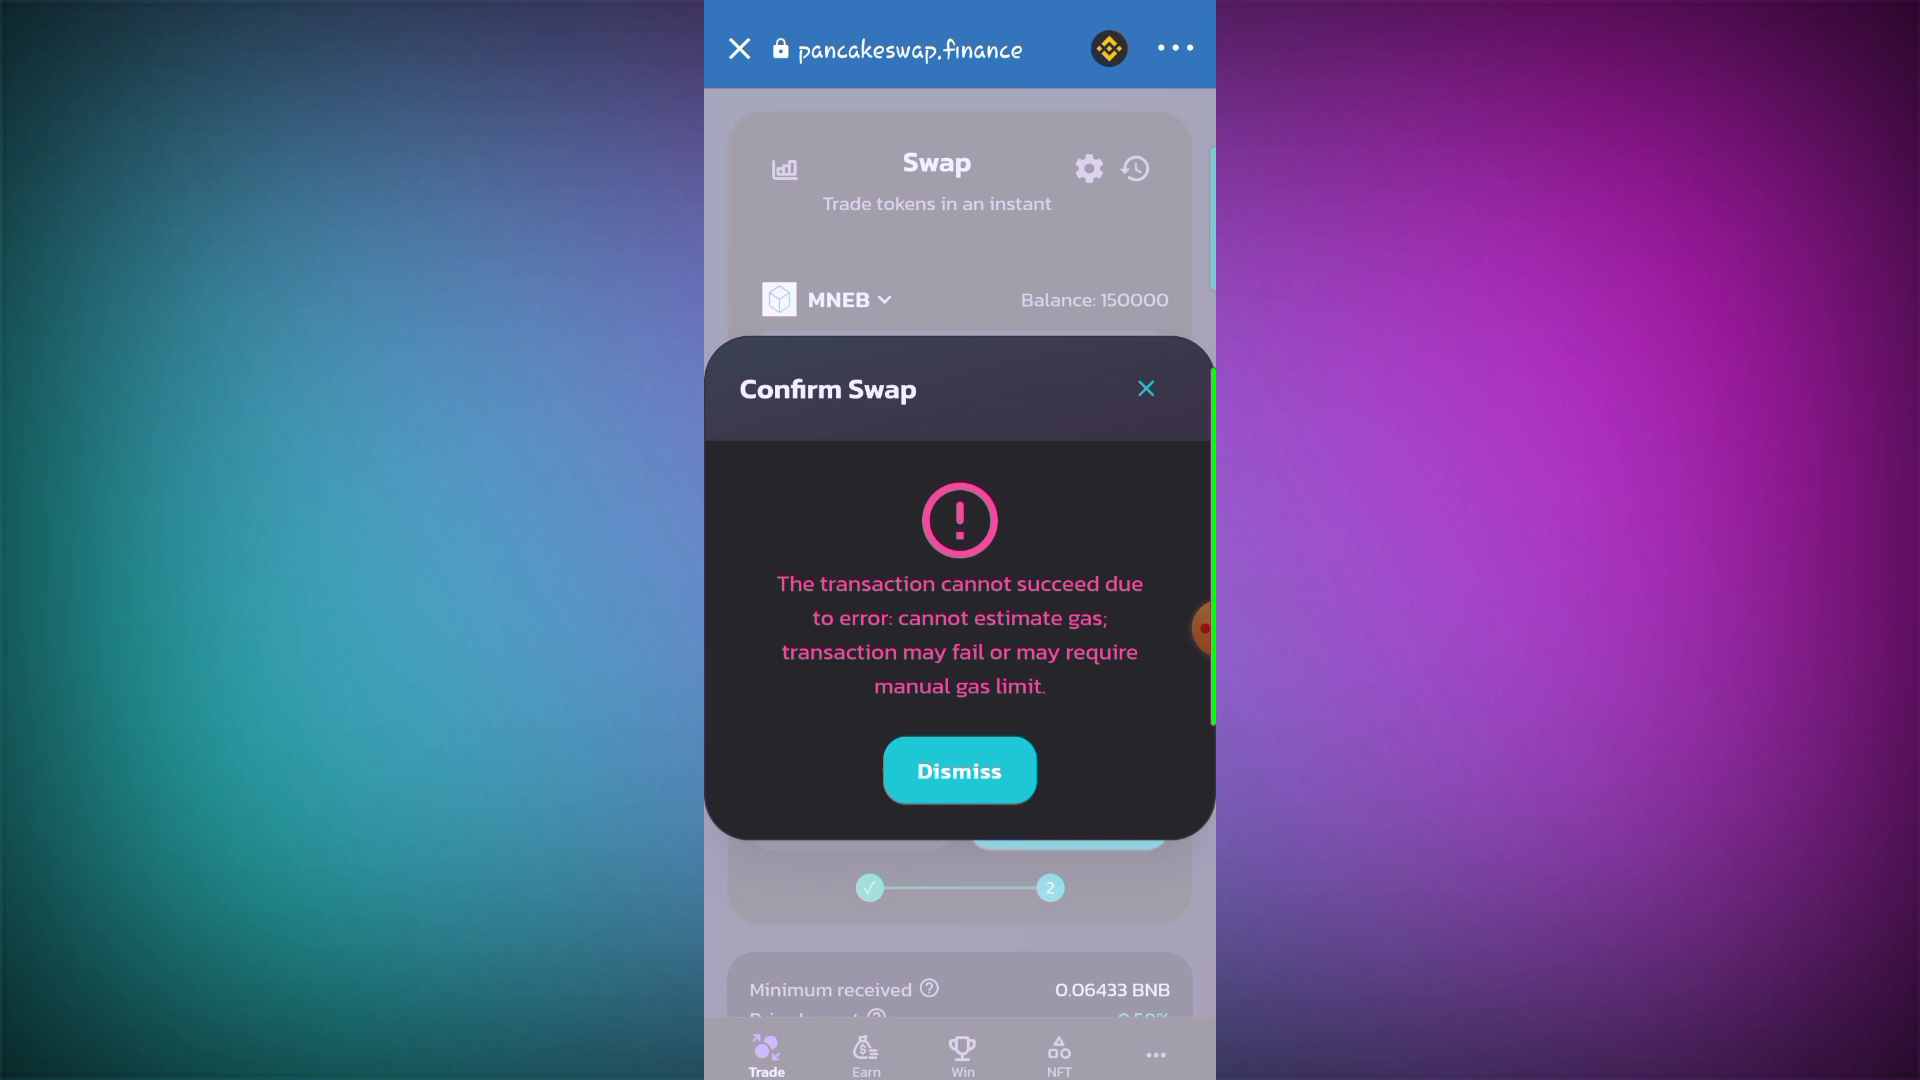 pancakeswap.finance
Swap
Trade tokens in an instant
MNEB
Balance: 150000
Confirm Swap
The transaction cannot succeed due
to error: cannot estimate gas;
transaction may fail or may require
manual gas limit.
Dismiss
2
Minimum received
0.06433 BNB
Trade
Earn
Win
NFT